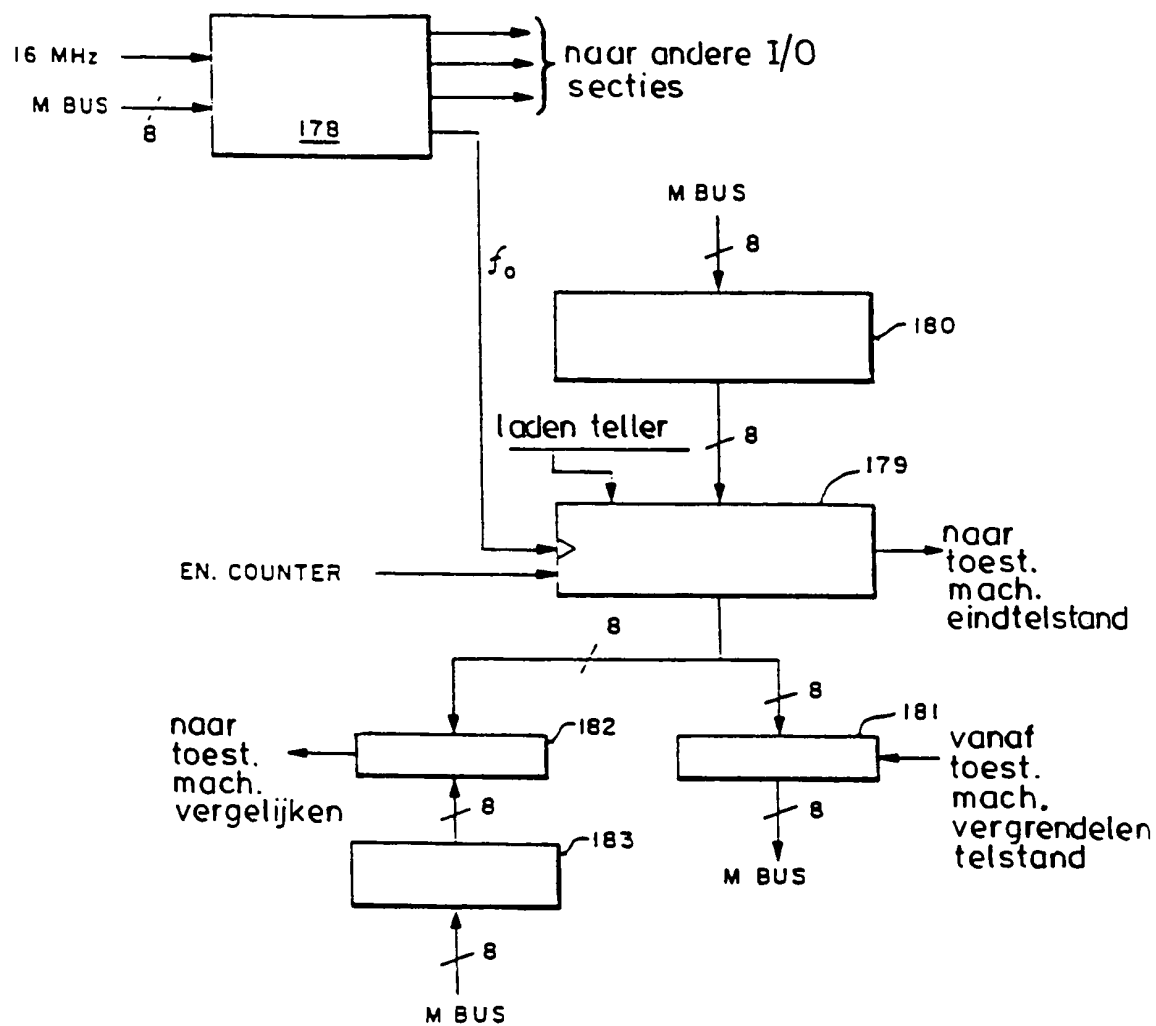 16 MHz
M BUS
8
178
naar andere I/O
secties
M BUS
8
fo
180
laden teller
8
179
EN. COUNTER
naar
toest.
mach.
eindtelstand
8
8
naar
toest.
mach.
vergelijken
182
181
vanaf
toest.
mach.
vergrendelen
telstand
8
8
183
M BUS
8
M BUS